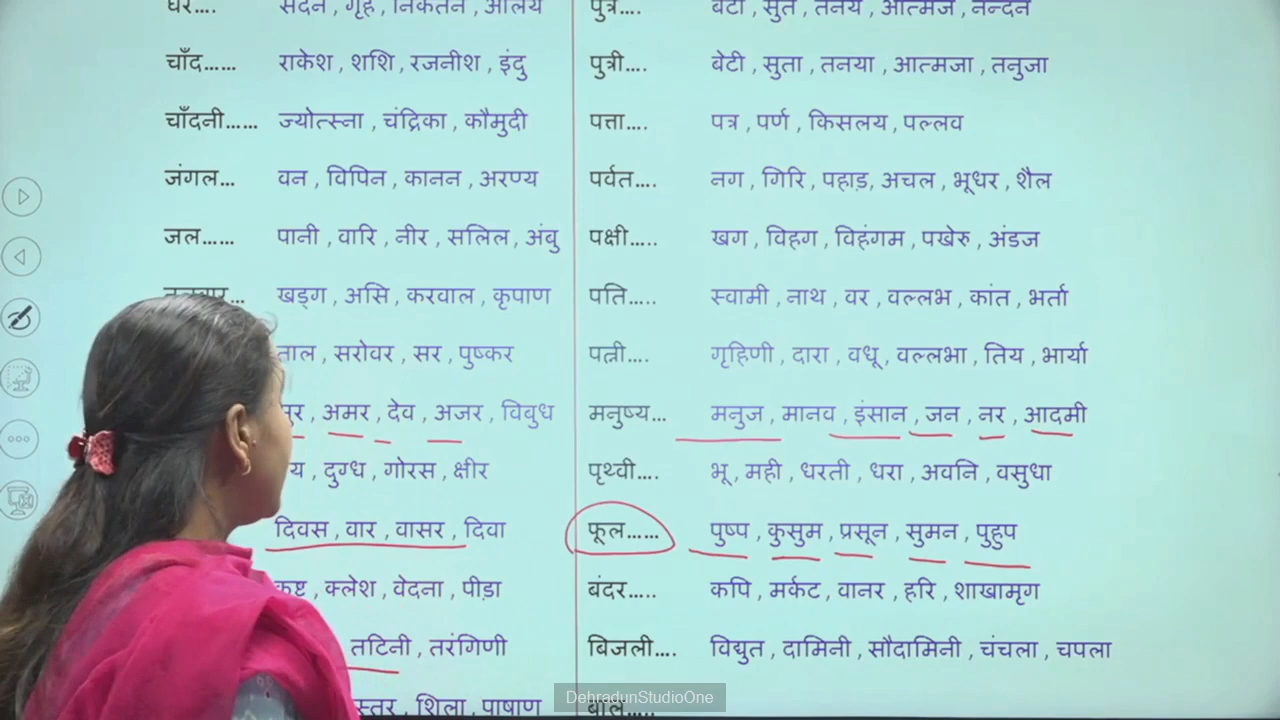 घर.... सदन , गृह , निकेतन , आलय
चाँद...... राकेश , शशि , रजनीश , इंदु
चाँदनी...... ज्योत्स्ना , चंद्रिका , कौमुदी
जंगल... वन , विपिन , कानन , अरण्य
जल...... पानी , वारि , नीर , सलिल , अंबु
खड्ग , असि , करवाल , कृपाण
ताल , सरोवर , सर , पुष्कर
अमर , देव , अजर , विबुध
दुग्ध , गोरस , क्षीर
दिवस , वार , वासर , दिवा
कष्ट , क्लेश , वेदना , पीड़ा
तटिनी , तरंगिणी
शिला , पाषाण
पुत्र.... बेटा , सुत , तनय , आत्मज , नन्दन
पुत्री.... बेटी , सुता , तनया , आत्मजा , तनुजा
पत्ता.... पत्र , पर्ण , किसलय , पल्लव
पर्वत.... नग , गिरि , पहाड़, अचल , भूधर , शैल
पक्षी..... खग , विहग , विहंगम , पखेरु , अंडज
पति..... स्वामी , नाथ , वर , वल्लभ , कांत , भर्ता
पत्नी.... गृहिणी , दारा , वधू , वल्लभा , तिय , भार्या
मनुष्य... मनुज , मानव , इंसान , जन , नर , आदमी
पृथ्वी.... भू , मही , धरती , धरा , अवनि , वसुधा
फूल...... पुष्प , कुसुम , प्रसून , सुमन , पुहुप
बंदर..... कपि , मर्कट , वानर , हरि , शाखामृग
बिजली.... विद्युत , दामिनी , सौदामिनी , चंचला , चपला
DehradunStudioOne